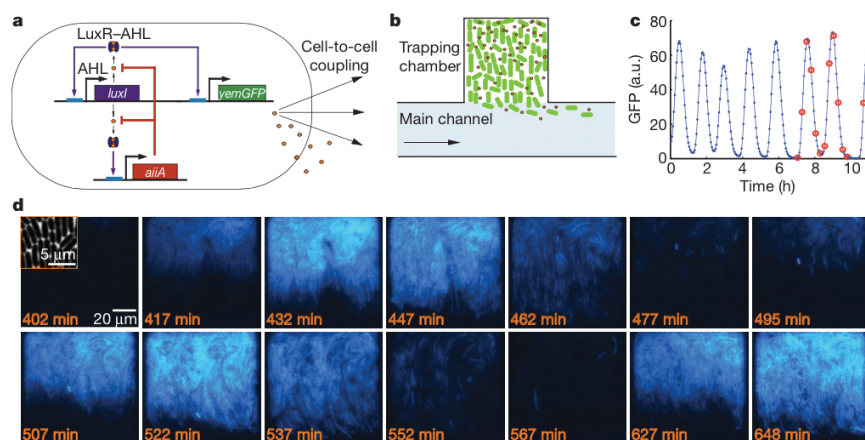 a
LuxR–AHL
AHL
luxI
yemGFP
aiiA
Cell-to-cell
coupling
b
Trapping
chamber
Main channel
c
GFP (a.u.)
80
60
40
20
0
0 2 4 6 8 10
Time (h)
d
5 μm
20 μm
402 min
417 min
432 min
447 min
462 min
477 min
495 min
507 min
522 min
537 min
552 min
567 min
627 min
648 min